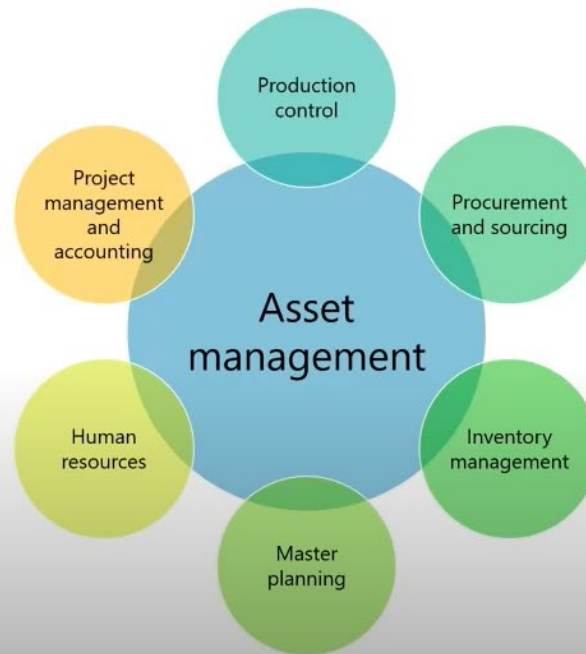 Production
control
Project
management
and
accounting
Procurement
and sourcing
Asset
management
Human
resources
Inventory
management
Master
planning